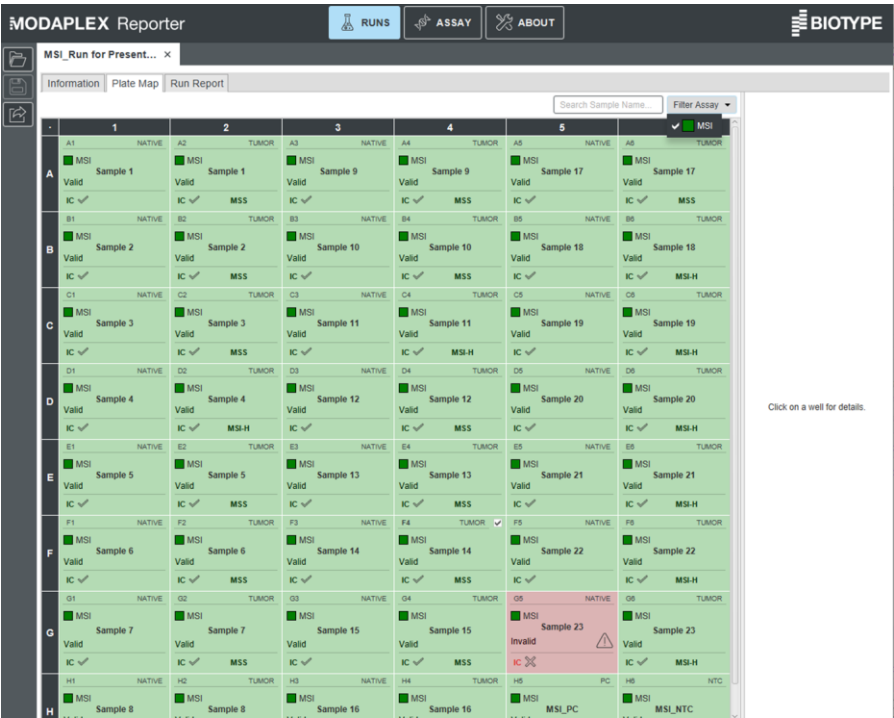 MODAPLEX Reporter RUNS ASSAY ABOUT BIOTYPE
MSI_Run for Present... ×
Information Plate Map Run Report
Search Sample Name... Filter Assay
- 1 2 3 4 5 MSI
A1 NATIVE A2 TUMOR A3 NATIVE A4 TUMOR A5 NATIVE A6 TUMOR
MSI MSI MSI MSI MSI MSI
A Sample 1 Sample 1 Sample 9 Sample 9 Sample 17 Sample 17
Valid Valid Valid Valid Valid Valid
IC IC MSS IC IC MSS IC IC MSS
B1 NATIVE B2 TUMOR B3 NATIVE B4 TUMOR B5 NATIVE B6 TUMOR
MSI MSI MSI MSI MSI MSI
B Sample 2 Sample 2 Sample 10 Sample 10 Sample 18 Sample 18
Valid Valid Valid Valid Valid Valid
IC IC MSS IC IC MSS IC IC MSI-H
C1 NATIVE C2 TUMOR C3 NATIVE C4 TUMOR C5 NATIVE C6 TUMOR
MSI MSI MSI MSI MSI MSI
C Sample 3 Sample 3 Sample 11 Sample 11 Sample 19 Sample 19
Valid Valid Valid Valid Valid Valid
IC IC MSS IC IC MSI-H IC IC MSI-H
D1 NATIVE D2 TUMOR D3 NATIVE D4 TUMOR D5 NATIVE D6 TUMOR
MSI MSI MSI MSI MSI MSI
D Sample 4 Sample 4 Sample 12 Sample 12 Sample 20 Sample 20
Valid Valid Valid Valid Valid Valid
Click on a well for details.
IC IC MSI-H IC IC MSS IC IC MSI-H
E1 NATIVE E2 TUMOR E3 NATIVE E4 TUMOR E5 NATIVE E6 TUMOR
MSI MSI MSI MSI MSI MSI
E Sample 5 Sample 5 Sample 13 Sample 13 Sample 21 Sample 21
Valid Valid Valid Valid Valid Valid
IC IC MSS IC IC MSS IC IC MSI-H
F1 NATIVE F2 TUMOR F3 NATIVE F4 TUMOR F5 NATIVE F6 TUMOR
MSI MSI MSI MSI MSI MSI
F Sample 6 Sample 6 Sample 14 Sample 14 Sample 22 Sample 22
Valid Valid Valid Valid Valid Valid
IC IC MSS IC IC MSS IC IC MSI-H
G1 NATIVE G2 TUMOR G3 NATIVE G4 TUMOR G5 NATIVE G6 TUMOR
MSI MSI MSI MSI MSI MSI
G Sample 7 Sample 7 Sample 15 Sample 15 Sample 23 Sample 23
Valid Valid Valid Valid Invalid Valid
IC IC MSS IC IC MSS IC IC MSI-H
H1 NATIVE H2 TUMOR H3 NATIVE H4 TUMOR H5 PC H6 NTC
MSI MSI MSI MSI MSI MSI
H Sample 8 Sample 8 Sample 16 Sample 16 MSI_PC MSI_NTC